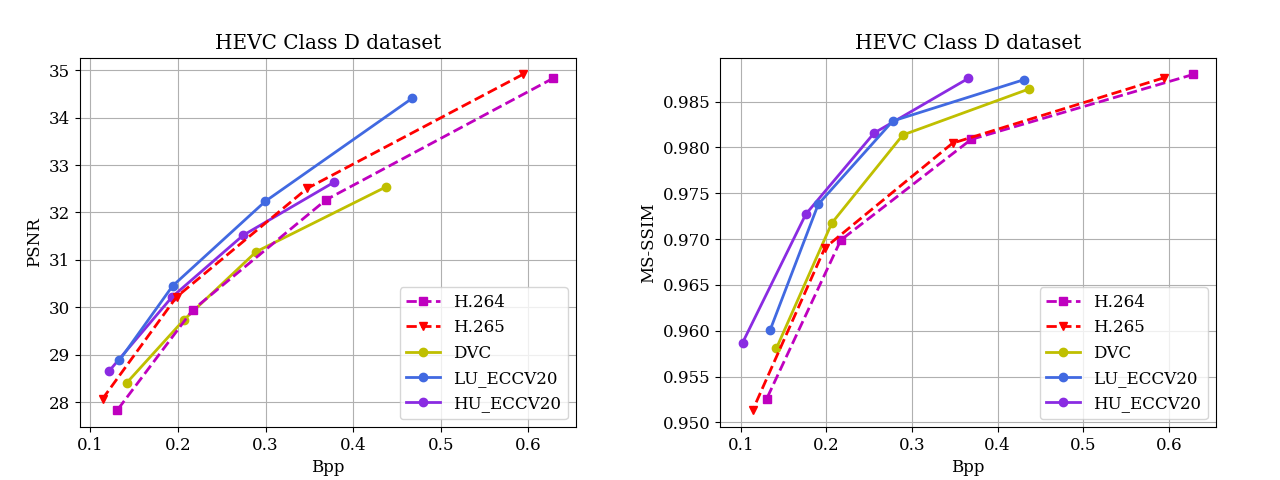 HEVC Class D dataset
PSNR
35
34
33
32
31
30
29
28
0.1 0.2 0.3 0.4 0.5 0.6
Bpp
H.264
H.265
DVC
LU_ECCV20
HU_ECCV20
HEVC Class D dataset
MS-SSIM
0.985
0.980
0.975
0.970
0.965
0.960
0.955
0.950
0.1 0.2 0.3 0.4 0.5 0.6
Bpp
H.264
H.265
DVC
LU_ECCV20
HU_ECCV20